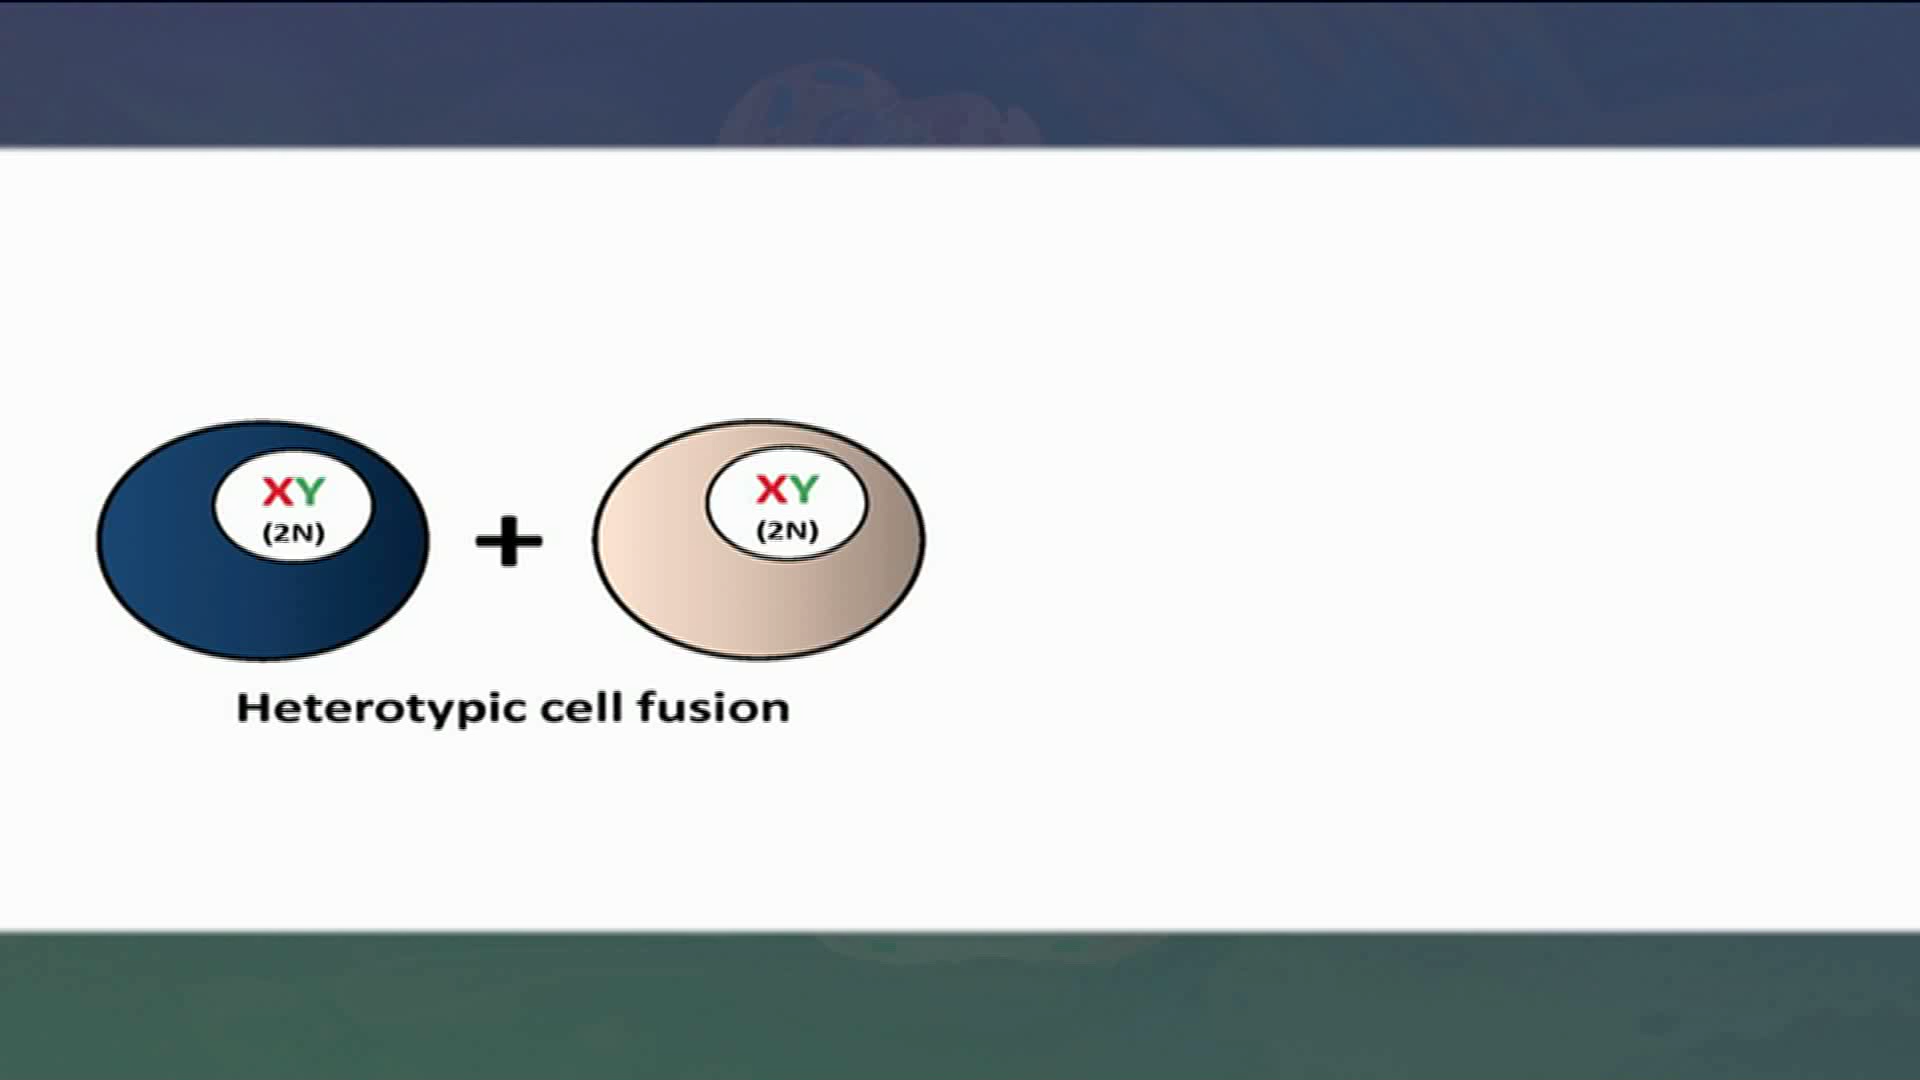 XY
(2N)
+
XY
(2N)
Heterotypic cell fusion